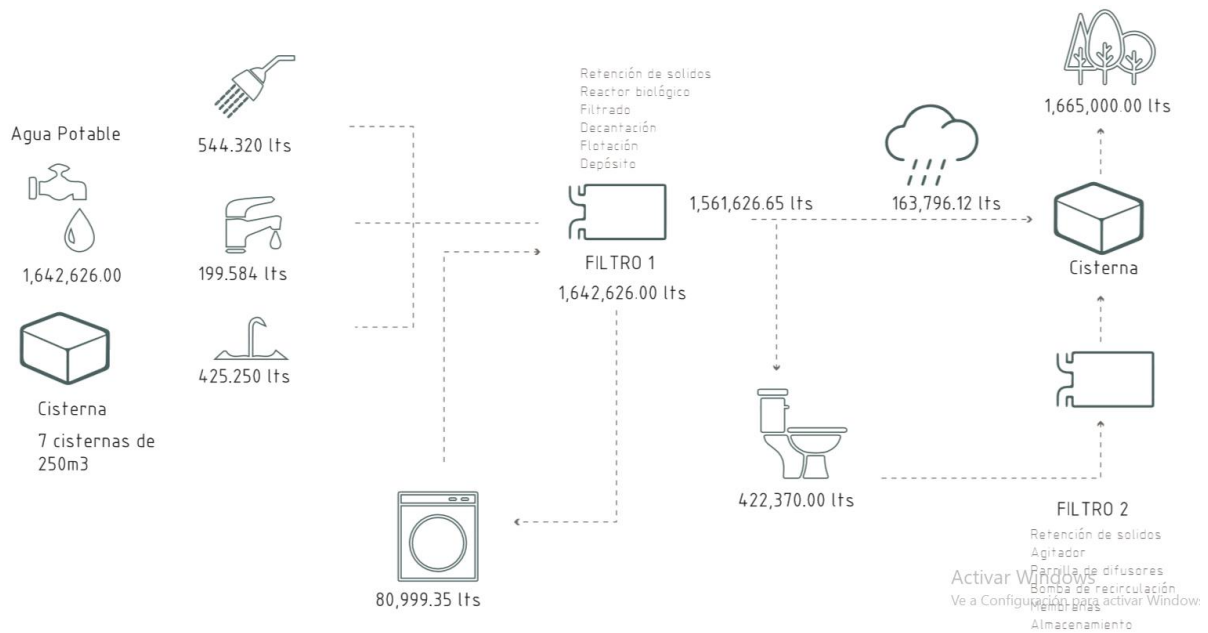 Agua Potable
1,642,626.00
Cisterna
7 cisternas de
250m3
544.320 lts
199.584 lts
425.250 lts
80,999.35 lts
Retención de solidos
Reactor biológico
Filtrado
Decantación
Flotación
Depósito
FILTRO 1
1,642,626.00 lts
1,561,626.65 lts
163,796.12 lts
422,370.00 lts
1,665,000.00 lts
Cisterna
FILTRO 2
Retención de solidos
Agitador
Parrilla de difusores
Bomba de recirculación
Membranas
Almacenamiento
Activar Windows
Ve a Configuración para activar Windows